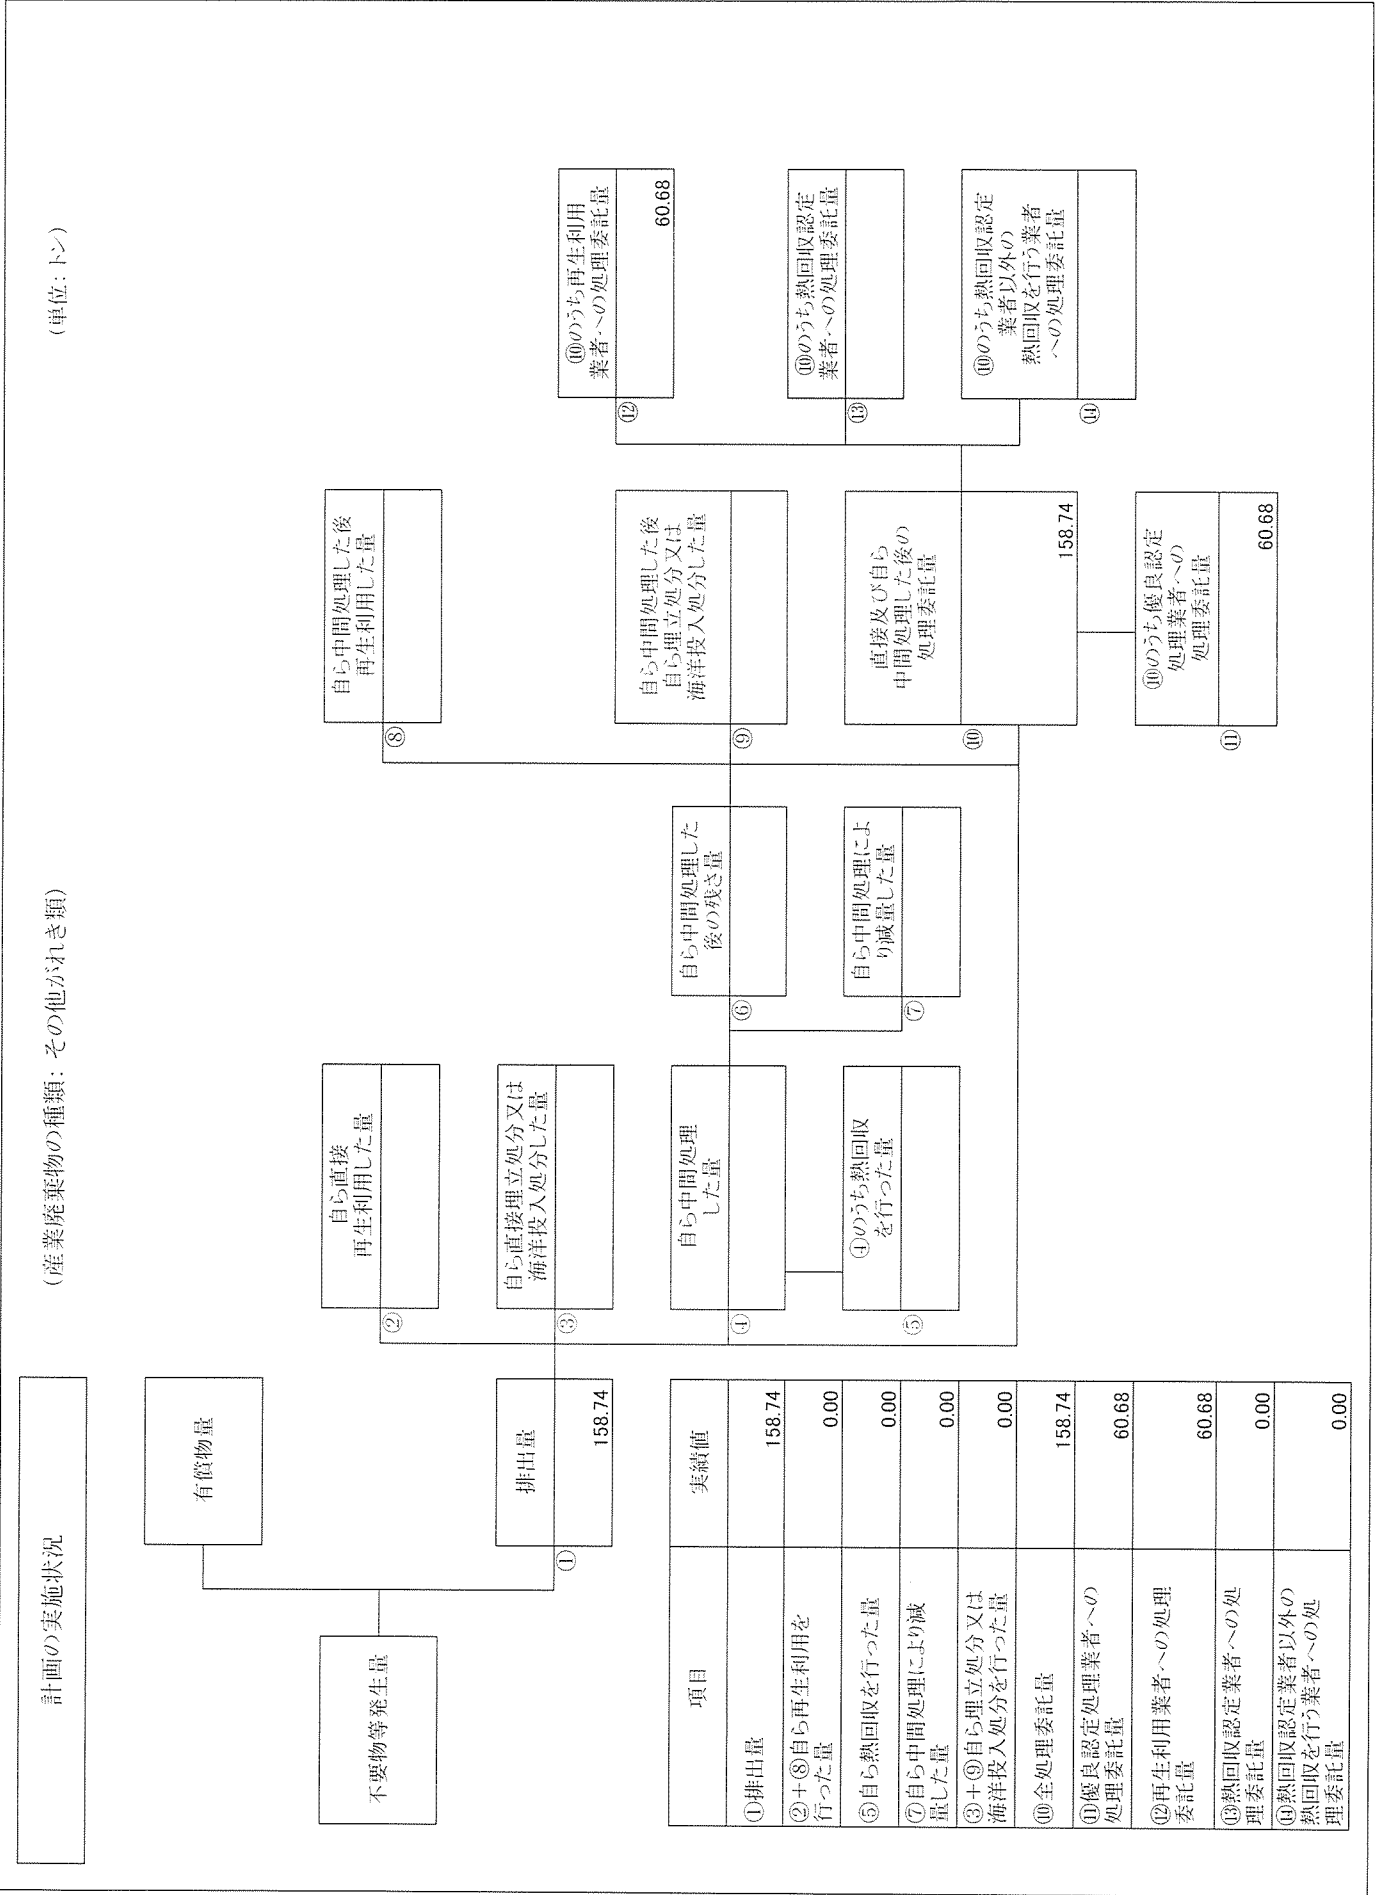 計画の実施状況
(産業廃棄物の種類: その他がれき類)
(単位: トン)
有償物量
不要物等発生量
①
排出量
158.74
②
自ら直接
再生利用した量
③
自ら直接埋立処分又は
海洋投入処分した量
④
自ら中間処理
した量
⑤
④のうち熱回収
を行った量
⑥
自ら中間処理した
後の残さ量
⑦
自ら中間処理によ
り減量した量
⑧
自ら中間処理した後
再生利用した量
⑨
自ら中間処理した後
自ら埋立処分又は
海洋投入処分した量
⑩
直接及び自ら
中間処理した後の
処理委託量
158.74
⑪
⑩のうち優良認定
処理業者への
処理委託量
60.68
⑫
⑩のうち再生利用
業者への処理委託量
60.68
⑬
⑩のうち熱回収認定
業者への処理委託量
⑭
⑩のうち熱回収認定
業者以外の
熱回収を行う業者
への処理委託量
項目
実績値
①排出量
158.74
②+⑧自ら再生利用を
行った量
0.00
⑤自ら熱回収を行った量
0.00
⑦自ら中間処理により減
量した量
0.00
③+⑨自ら埋立処分又は
海洋投入処分を行った量
0.00
⑩全処理委託量
158.74
⑪優良認定処理業者への
処理委託量
60.68
⑫再生利用業者への処理
委託量
60.68
⑬熱回収認定業者への処
理委託量
0.00
⑭熱回収認定業者以外の
熱回収を行う業者への処
理委託量
0.00